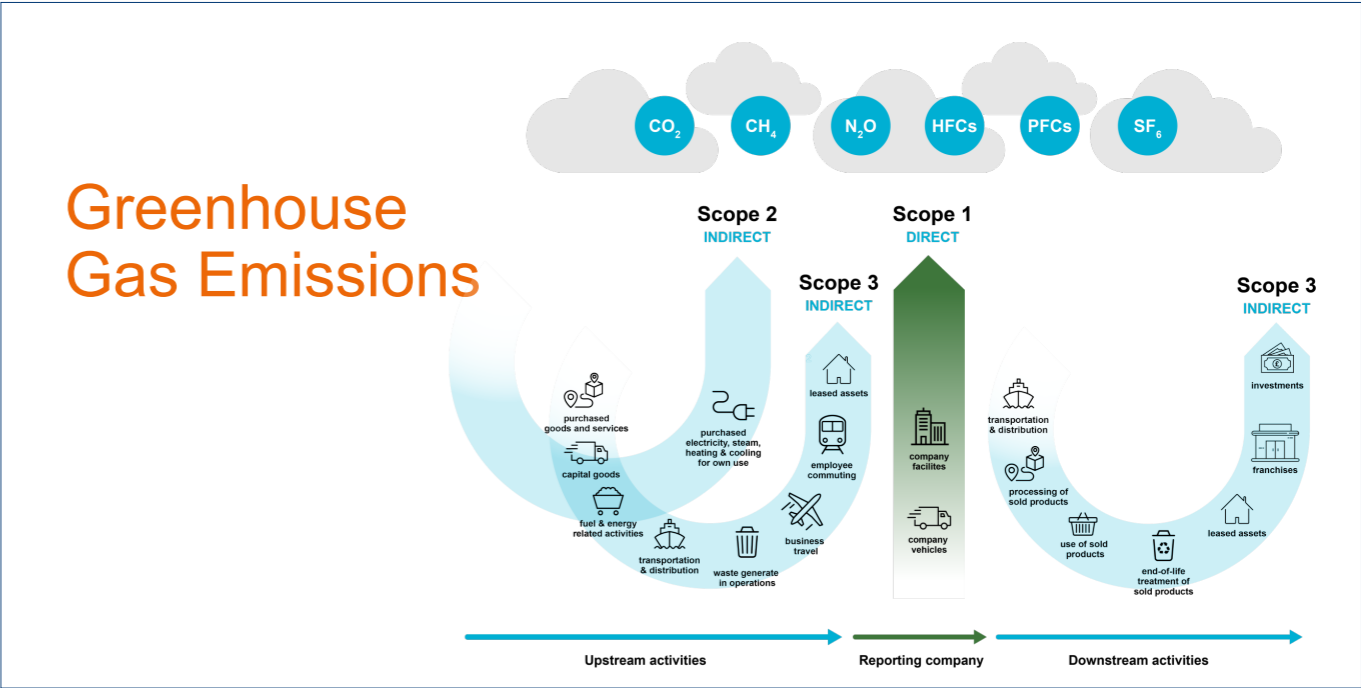 Greenhouse
Gas Emissions
CO₂
CH₄
N₂O
HFCs
PFCs
SF₆
Scope 2
INDIRECT
Scope 1
DIRECT
Scope 3
INDIRECT
Scope 3
INDIRECT
purchased
goods and services
capital goods
fuel & energy
related activities
transportation
& distribution
waste generate
in operations
business
travel
employee
commuting
leased assets
purchased
electricity, steam,
heating & cooling
for own use
company
facilites
company
vehicles
transportation
& distribution
processing of
sold products
use of sold
products
end-of-life
treatment of
sold products
leased assets
franchises
£
investments
Upstream activities
Reporting company
Downstream activities